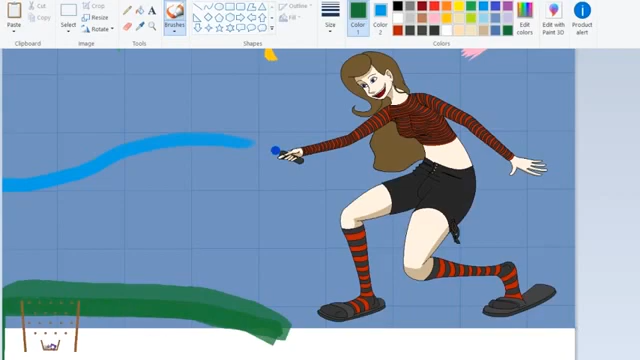 Paste
Cut
Copy
Clipboard
Select
Crop
Resize
Rotate
Image
Tools
Brushes
Outline
Fill
Shapes
Size
Color 1
Color 2
Colors
Edit colors
Edit with Paint 3D
Product alert